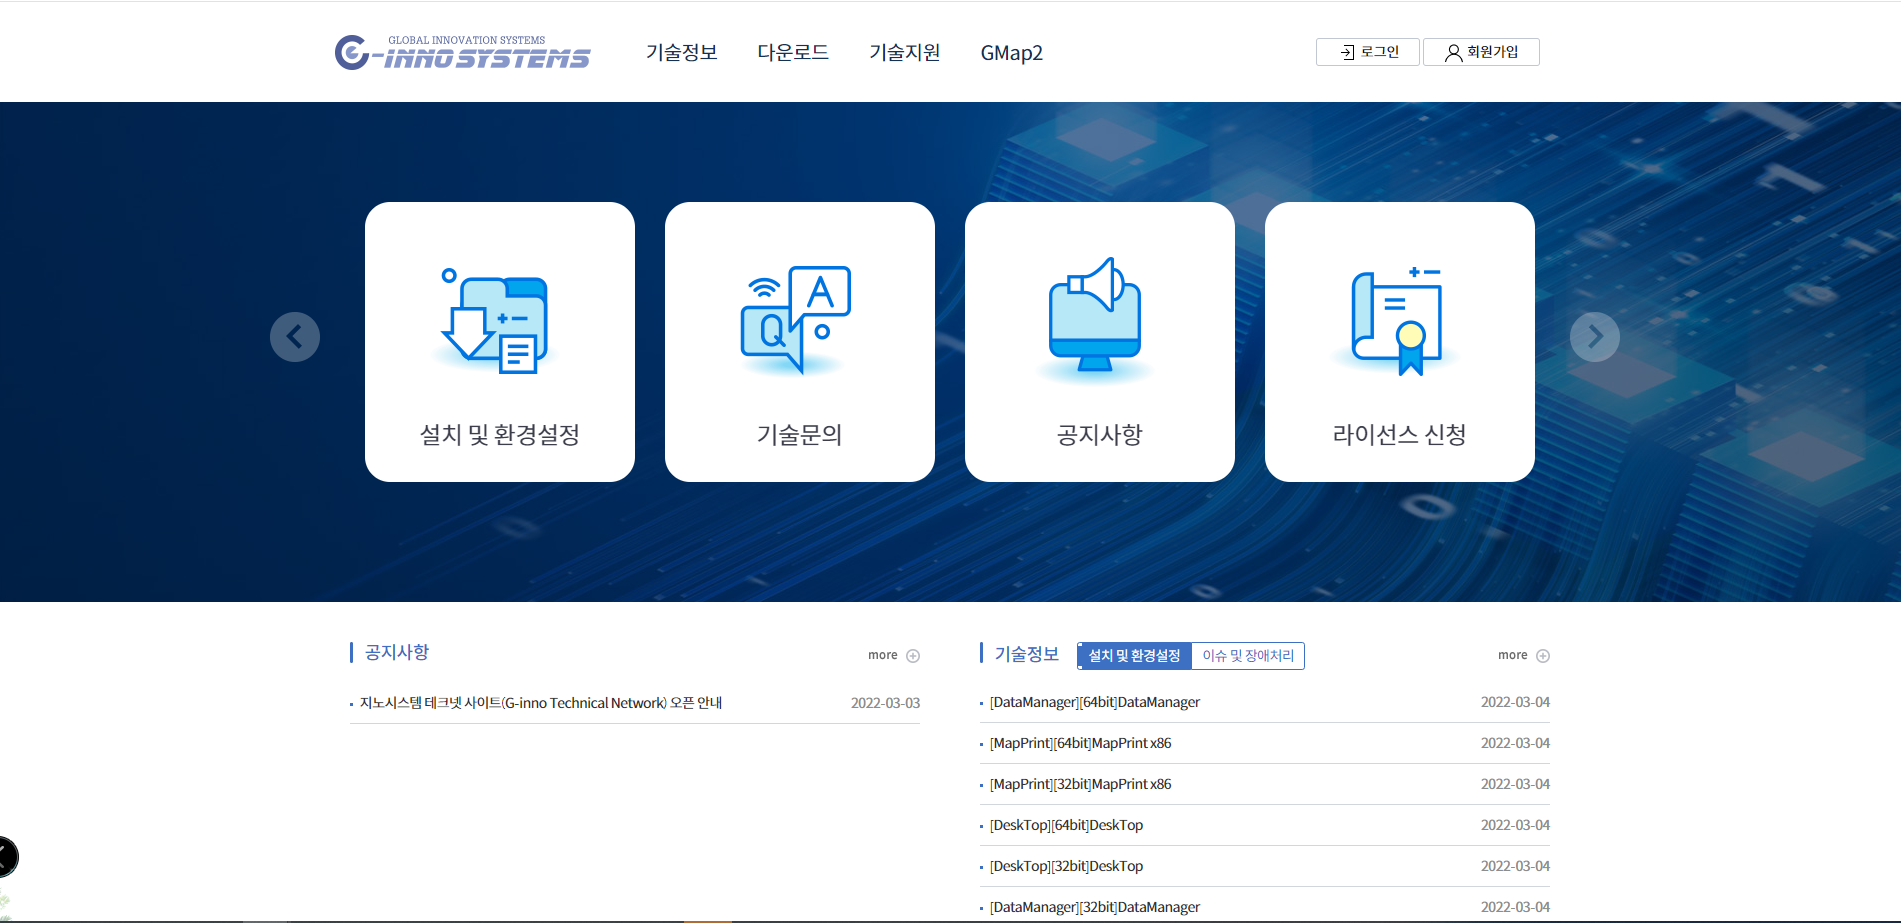 GLOBAL INNOVATION SYSTEMS
G-INNO SYSTEMS
기술정보 다운로드 기술지원 GMap2
로그인 회원가입
A
Q
설치 및 환경설정 기술문의 공지사항 라이선스 신청
공지사항 more
지노시스템 테크넷 사이트(G-inno Technical Network) 오픈 안내 2022-03-03
기술정보 설치 및 환경설정 이슈 및 장애처리 more
[DataManager][64bit]DataManager 2022-03-04
[MapPrint][64bit]MapPrint x86 2022-03-04
[MapPrint][32bit]MapPrint x86 2022-03-04
[DeskTop][64bit]DeskTop 2022-03-04
[DeskTop][32bit]DeskTop 2022-03-04
[DataManager][32bit]DataManager 2022-03-04